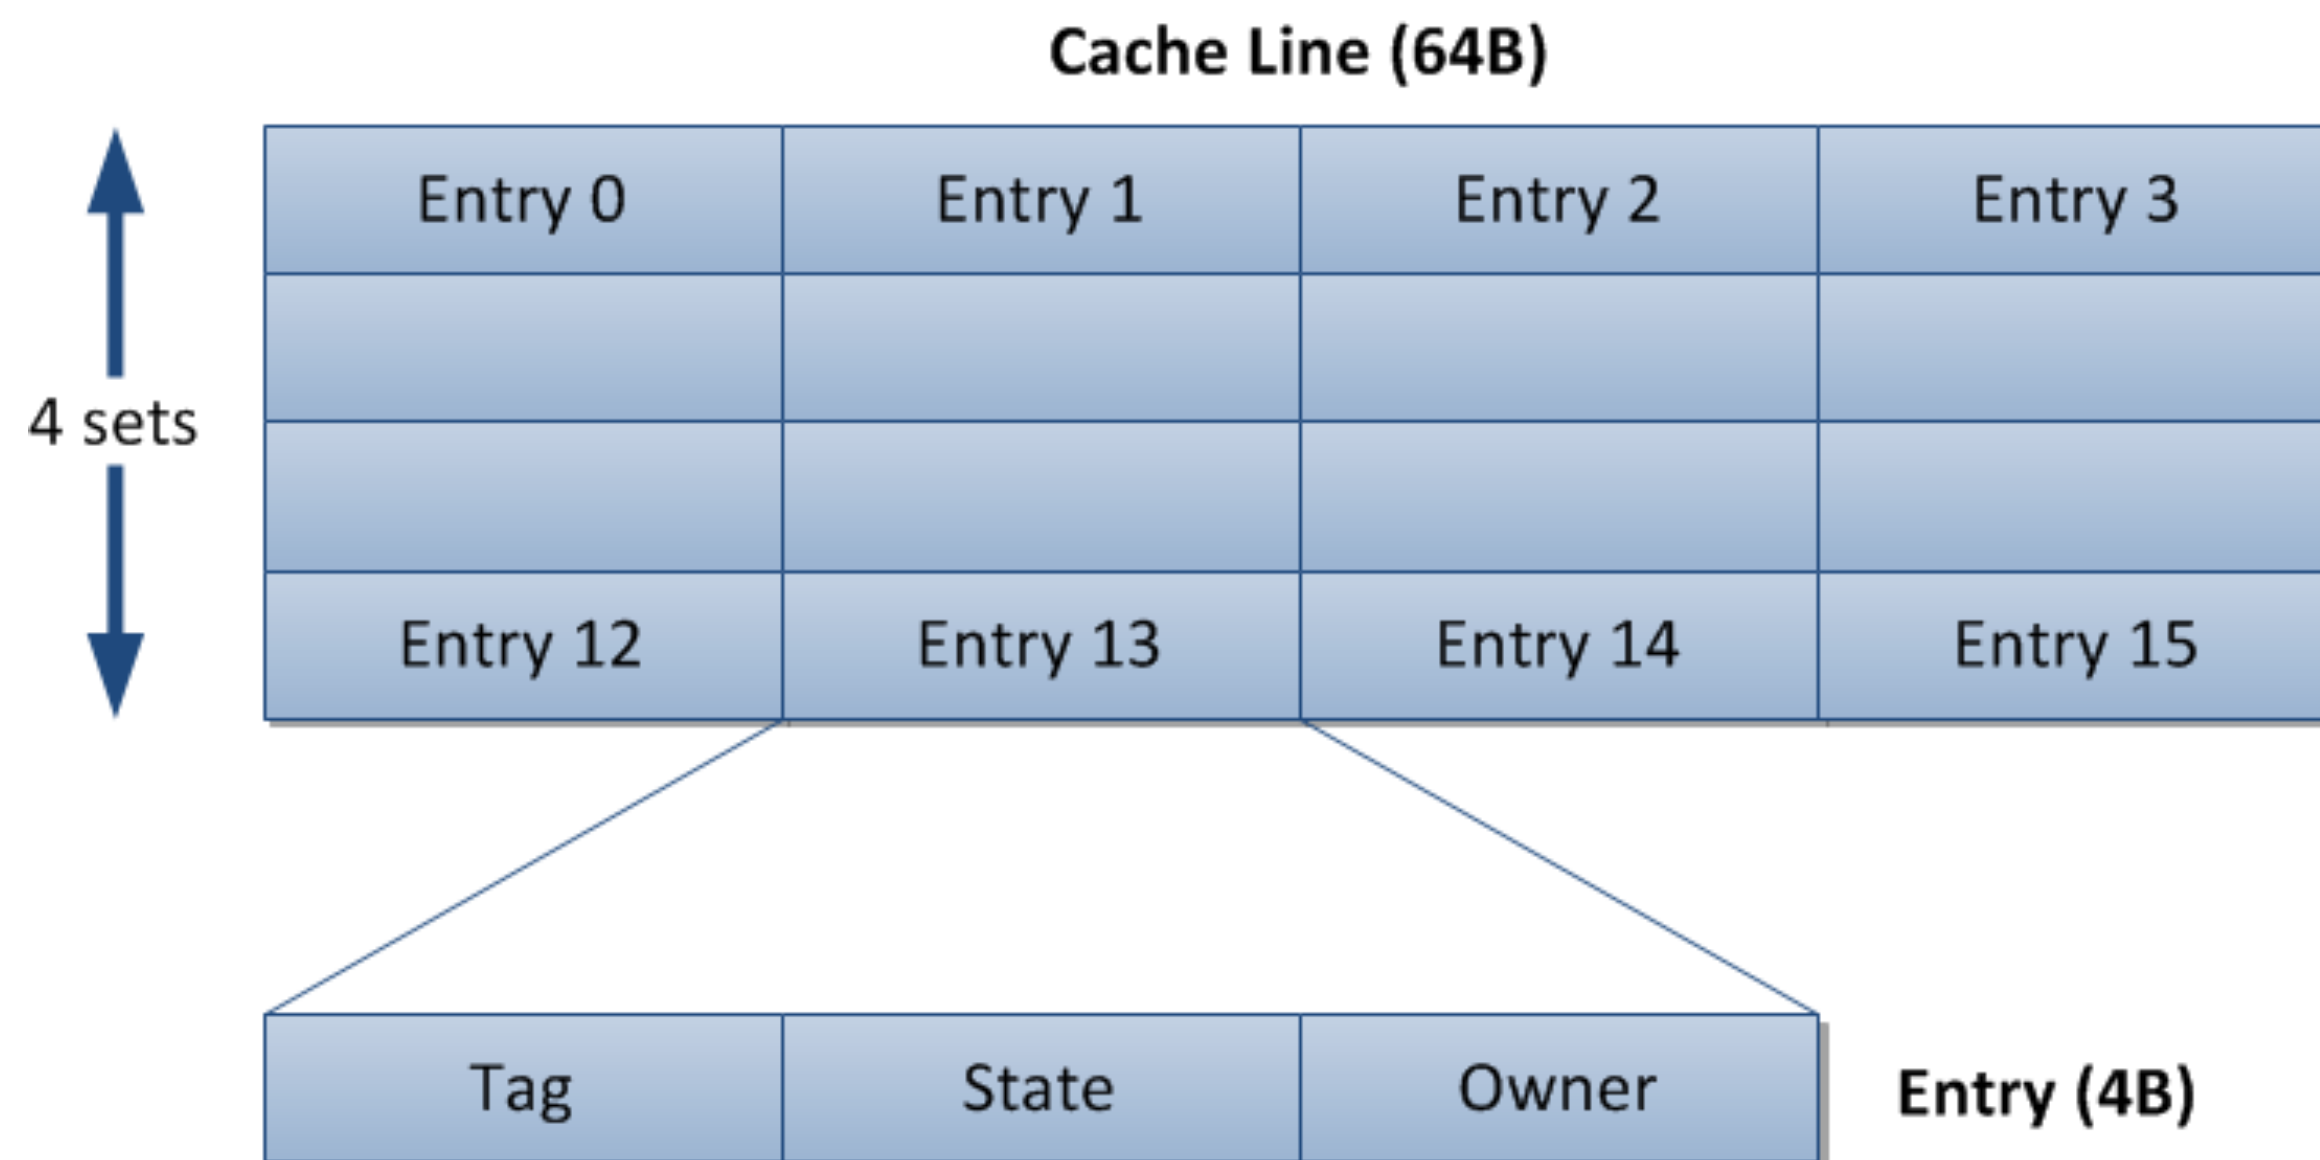 Cache Line (64B)
Entry 0 Entry 1 Entry 2 Entry 3
4 sets
Entry 12 Entry 13 Entry 14 Entry 15
Tag State Owner Entry (4B)